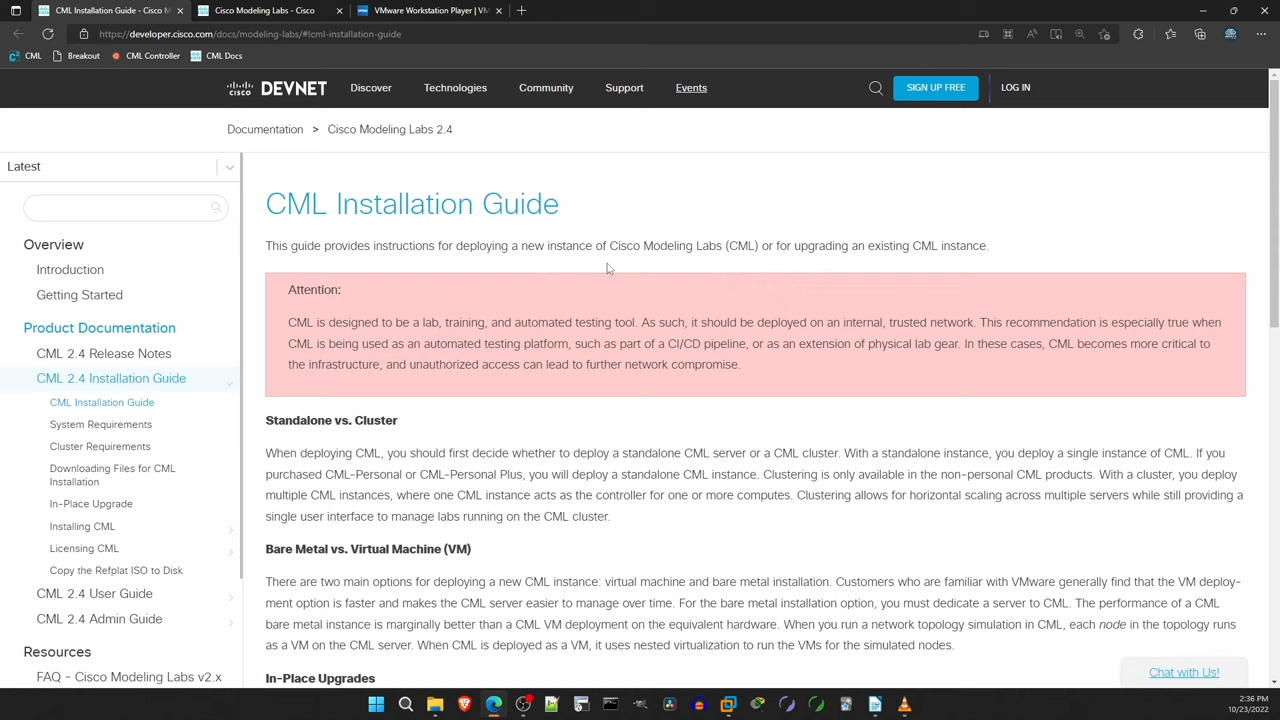 CML Installation Guide - Cisco M
Cisco Modeling Labs - Cisco
VMware Workstation Player | VM
https://developer.cisco.com/docs/modeling-labs/#!cml-installation-guide
CML
Breakout
CML Controller
CML Docs
cisco DEVNET
Discover
Technologies
Community
Support
Events
SIGN UP FREE
LOG IN
Documentation > Cisco Modeling Labs 2.4
Latest
Overview
Introduction
Getting Started
Product Documentation
CML 2.4 Release Notes
CML 2.4 Installation Guide
CML Installation Guide
System Requirements
Cluster Requirements
Downloading Files for CML
Installation
In-Place Upgrade
Installing CML
Licensing CML
Copy the Refplat ISO to Disk
CML 2.4 User Guide
CML 2.4 Admin Guide
Resources
FAQ - Cisco Modeling Labs v2.x
CML Installation Guide
This guide provides instructions for deploying a new instance of Cisco Modeling Labs (CML) or for upgrading an existing CML instance.
Attention:
CML is designed to be a lab, training, and automated testing tool. As such, it should be deployed on an internal, trusted network. This recommendation is especially true when
CML is being used as an automated testing platform, such as part of a CI/CD pipeline, or as an extension of physical lab gear. In these cases, CML becomes more critical to
the infrastructure, and unauthorized access can lead to further network compromise.
Standalone vs. Cluster
When deploying CML, you should first decide whether to deploy a standalone CML server or a CML cluster. With a standalone instance, you deploy a single instance of CML. If you
purchased CML-Personal or CML-Personal Plus, you will deploy a standalone CML instance. Clustering is only available in the non-personal CML products. With a cluster, you deploy
multiple CML instances, where one CML instance acts as the controller for one or more computes. Clustering allows for horizontal scaling across multiple servers while still providing a
single user interface to manage labs running on the CML cluster.
Bare Metal vs. Virtual Machine (VM)
There are two main options for deploying a new CML instance: virtual machine and bare metal installation. Customers who are familiar with VMware generally find that the VM deploy-
ment option is faster and makes the CML server easier to manage over time. For the bare metal installation option, you must dedicate a server to CML. The performance of a CML
bare metal instance is marginally better than a CML VM deployment on the equivalent hardware. When you run a network topology simulation in CML, each node in the topology runs
as a VM on the CML server. When CML is deployed as a VM, it uses nested virtualization to run the VMs for the simulated nodes.
In-Place Upgrades
Chat with Us!
2:36 PM
10/23/2022